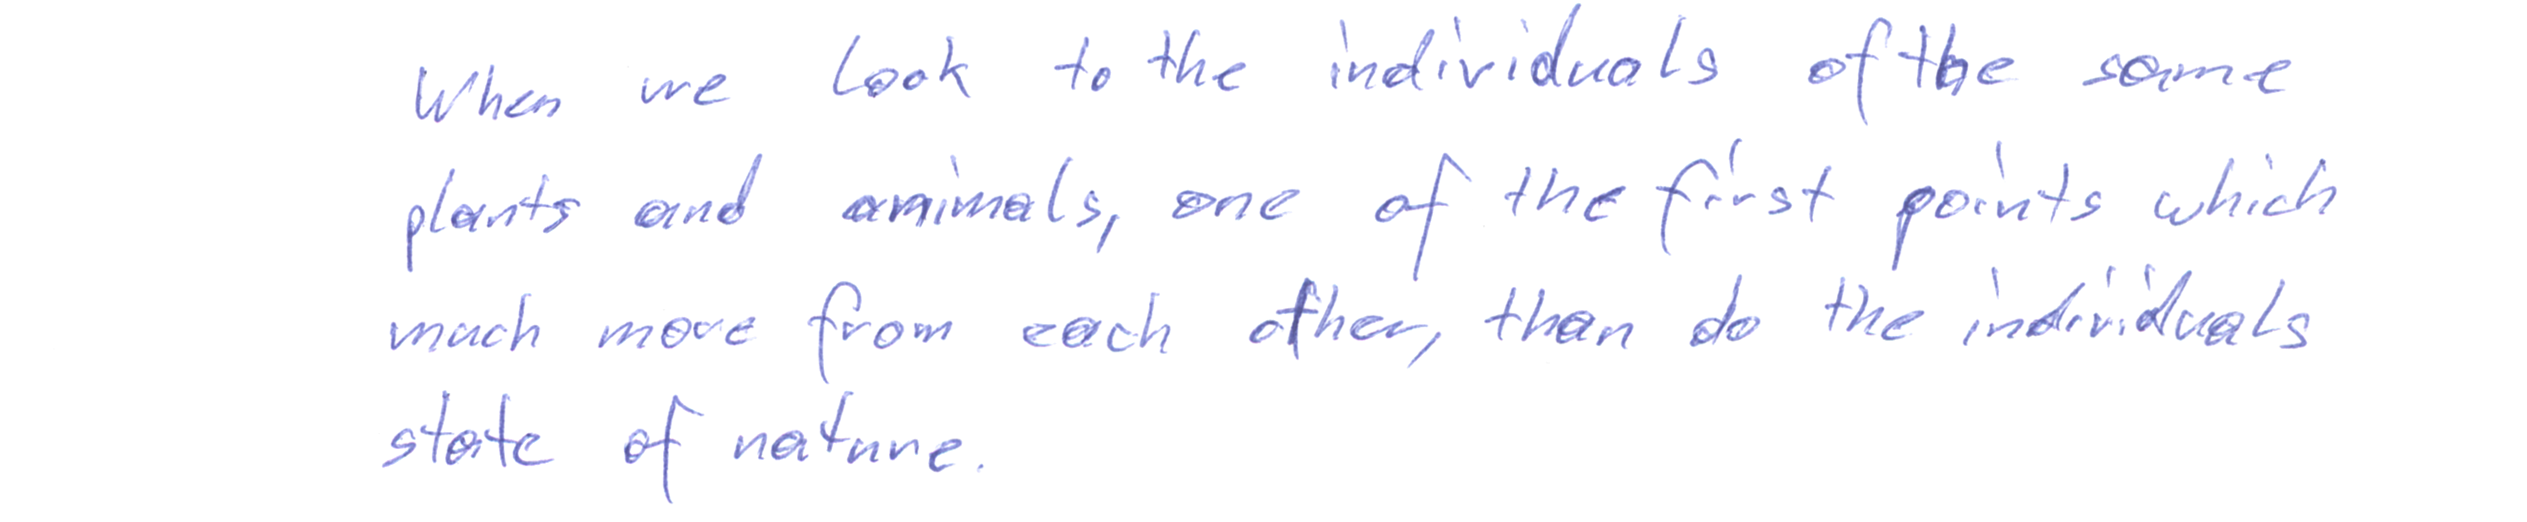 When we look to the individuals of the same
plants and animals, one of the first points which
much more from each other, than do the individuals
state of nature.